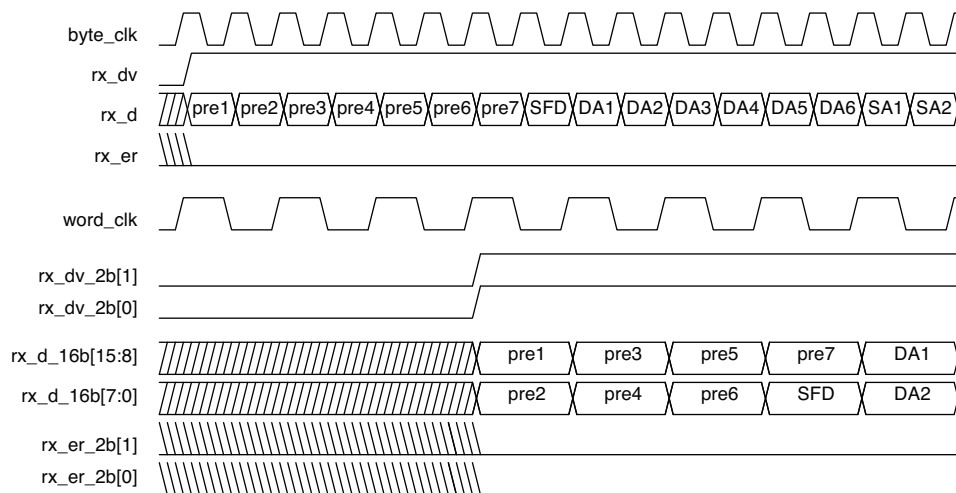 byte_clk
rx_dv
rx_d pre1 pre2 pre3 pre4 pre5 pre6 pre7 SFD DA1 DA2 DA3 DA4 DA5 DA6 SA1 SA2
rx_er
word_clk
rx_dv_2b[1]
rx_dv_2b[0]
rx_d_16b[15:8] pre1 pre3 pre5 pre7 DA1
rx_d_16b[7:0] pre2 pre4 pre6 SFD DA2
rx_er_2b[1]
rx_er_2b[0]